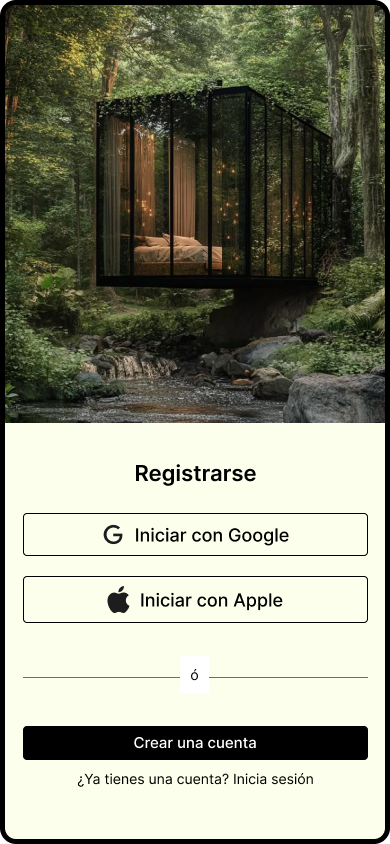 Registrarse
Iniciar con Google
Iniciar con Apple
ó
Crear una cuenta
¿Ya tienes una cuenta? Inicia sesión